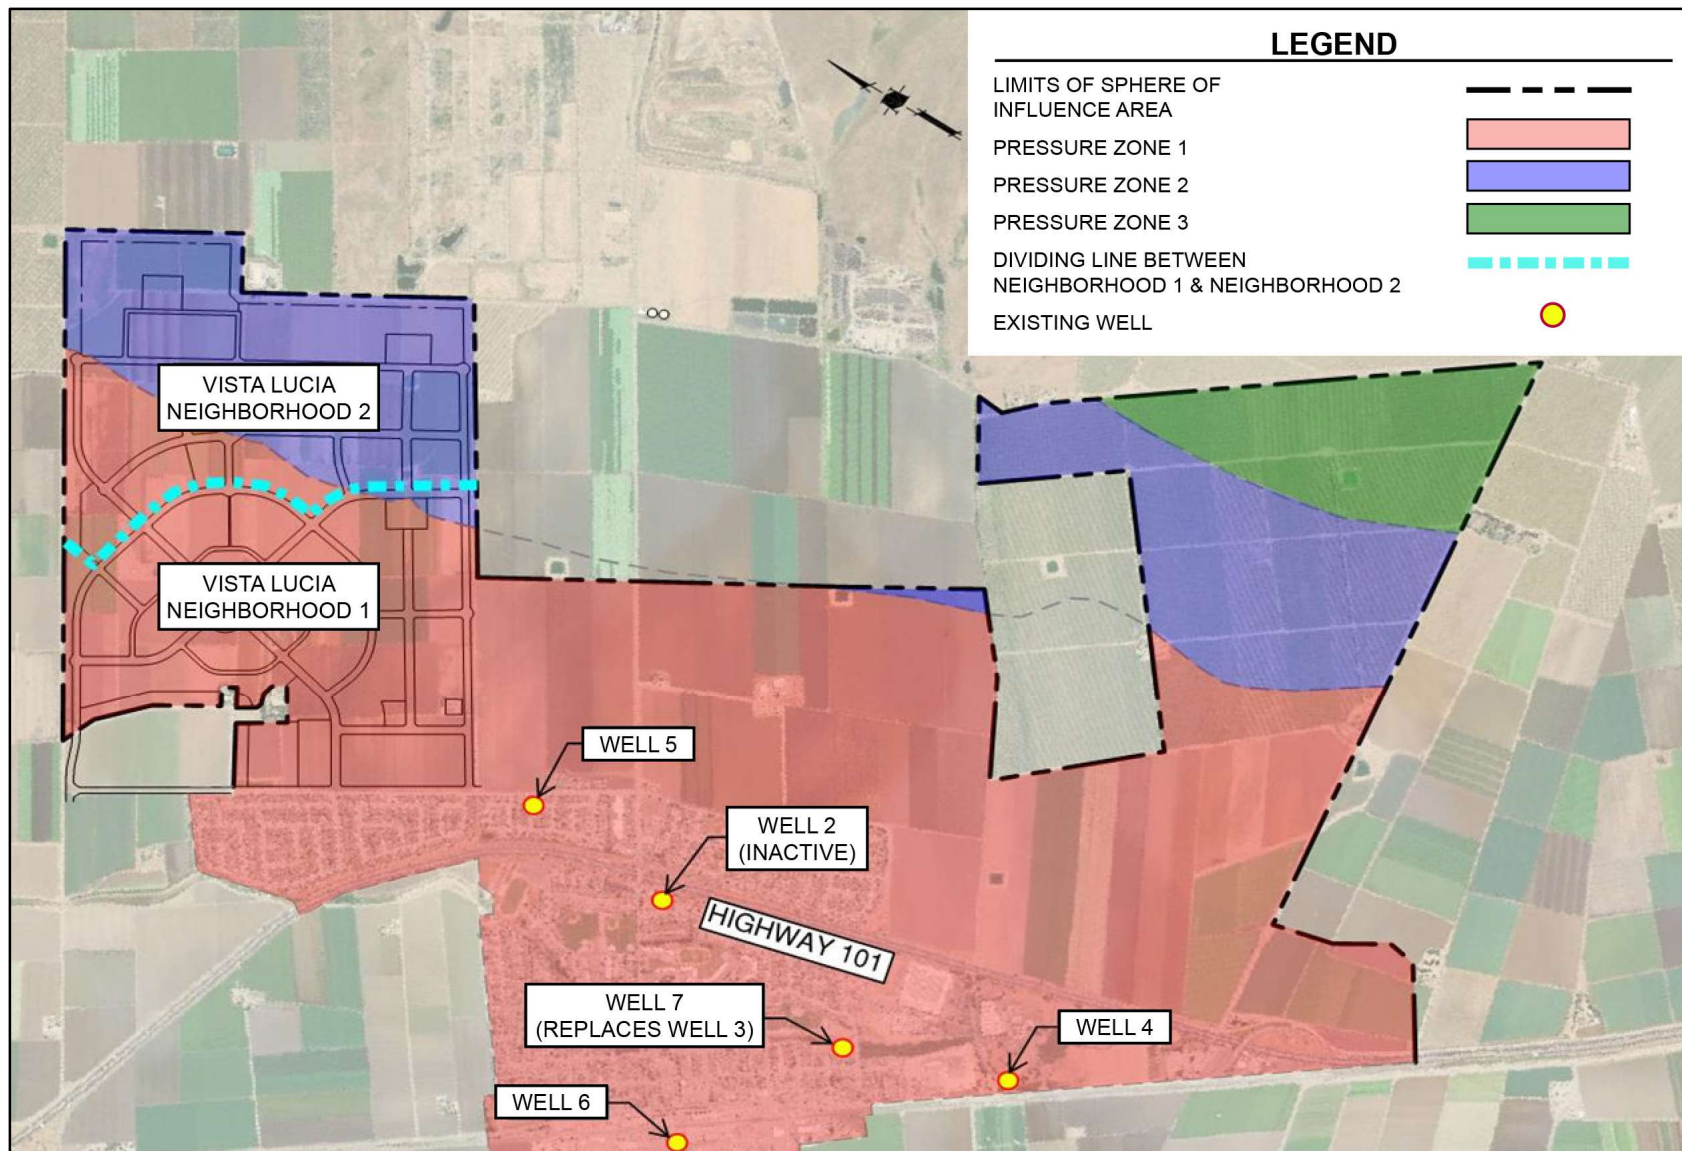 LEGEND
LIMITS OF SPHERE OF
INFLUENCE AREA
PRESSURE ZONE 1
PRESSURE ZONE 2
PRESSURE ZONE 3
DIVIDING LINE BETWEEN
NEIGHBORHOOD 1 & NEIGHBORHOOD 2
EXISTING WELL
VISTA LUCIA
NEIGHBORHOOD 2
VISTA LUCIA
NEIGHBORHOOD 1
WELL 5
WELL 2
(INACTIVE)
HIGHWAY 101
WELL 7
(REPLACES WELL 3)
WELL 4
WELL 6